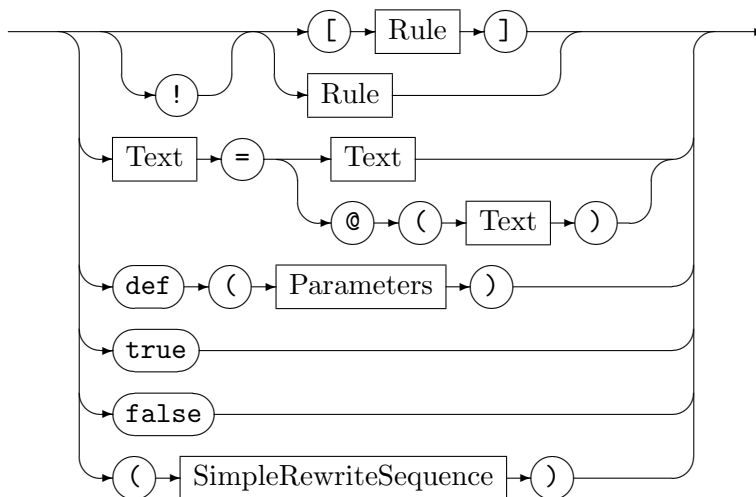 [ Rule ]
! Rule
Text = Text
@ ( Text )
def ( Parameters )
true
false
( SimpleRewriteSequence )